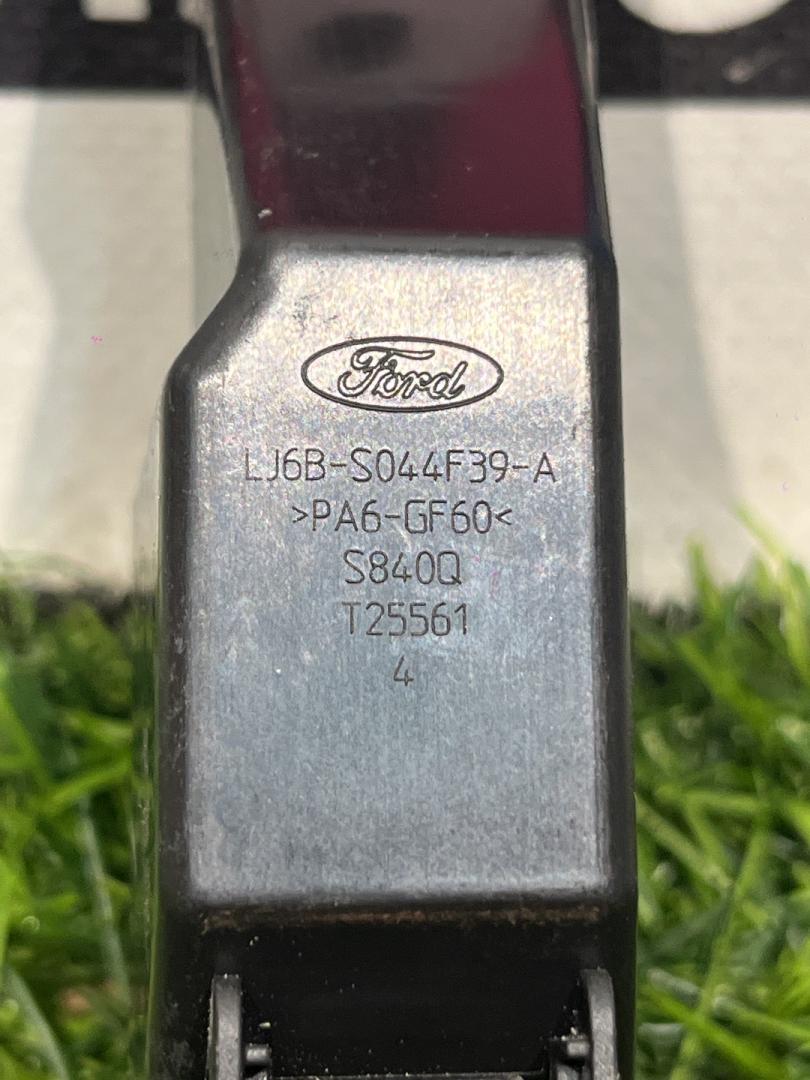 Ford
LJ6B-S044F39-A
>PA6-GF60<
S840Q
T25561
4